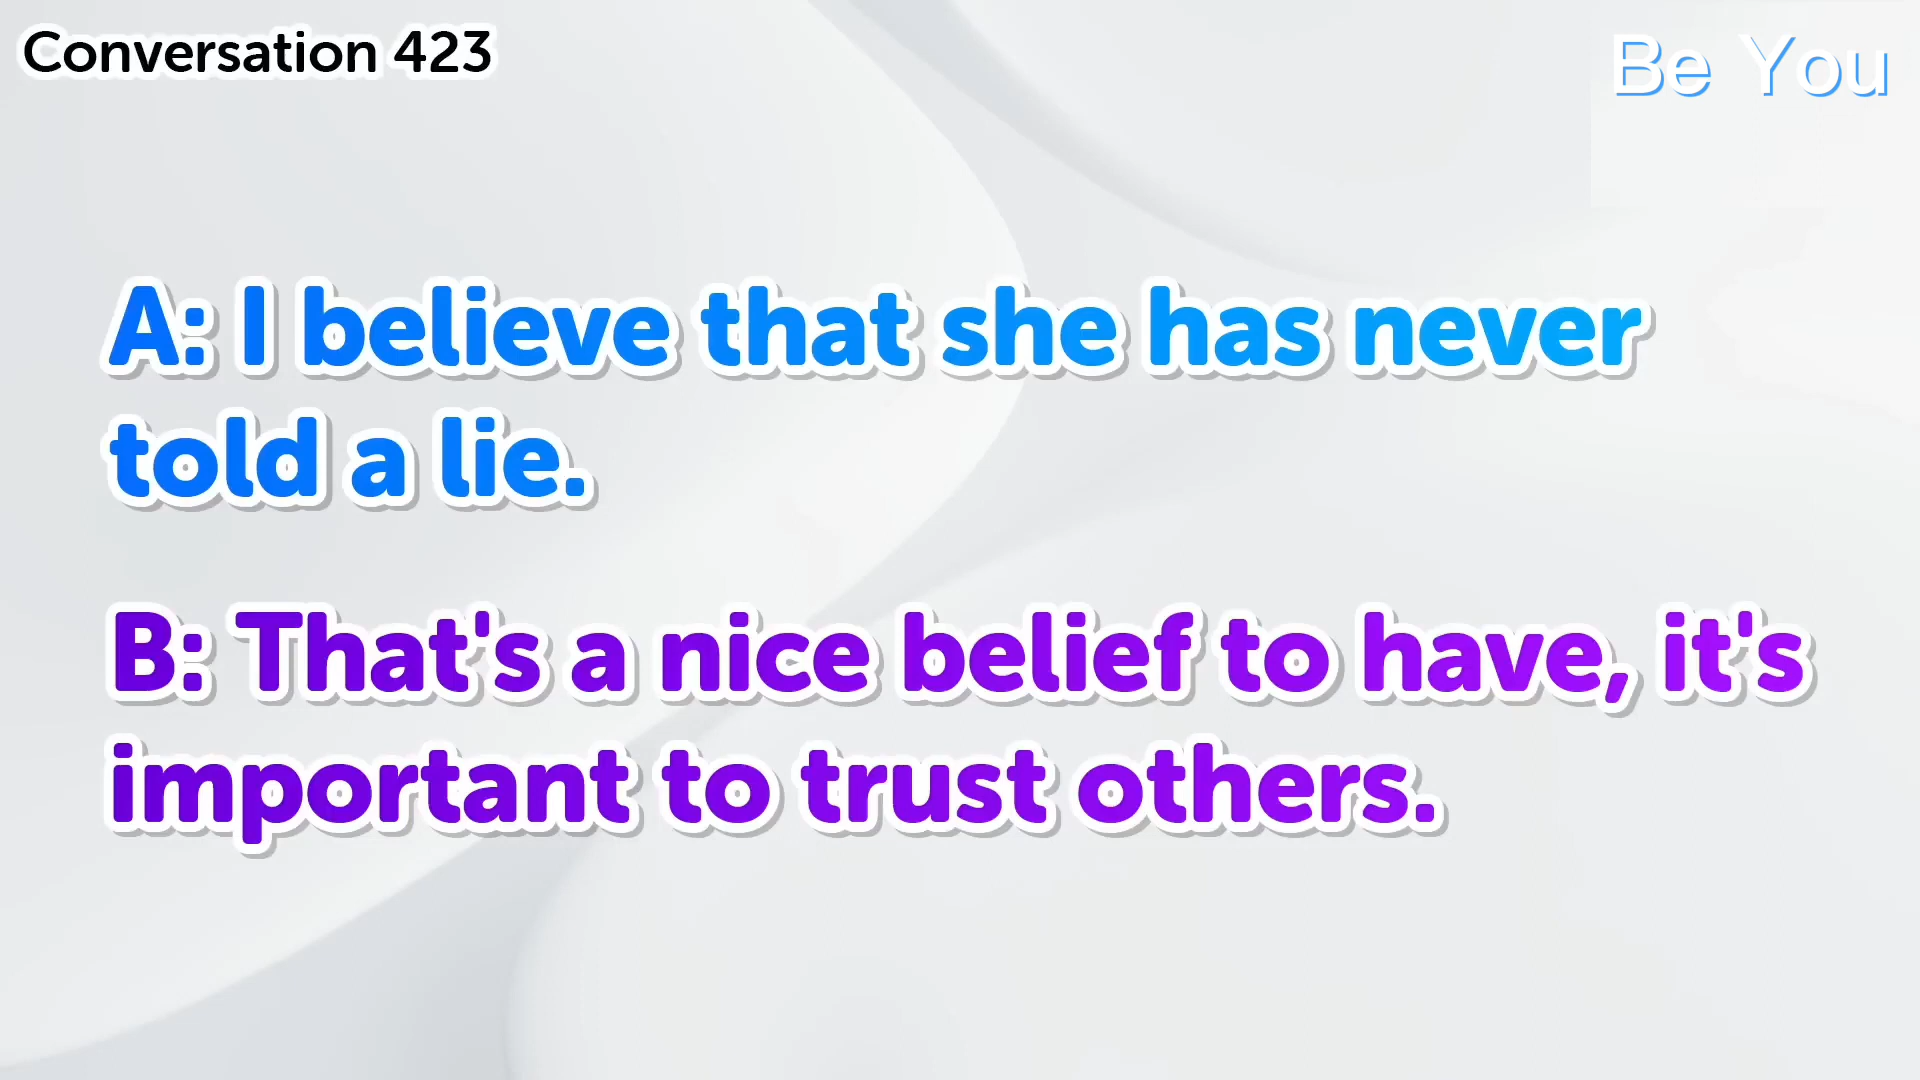 Conversation 423
Be You
A: I believe that she has never
told a lie.
B: That's a nice belief to have, it's
important to trust others.